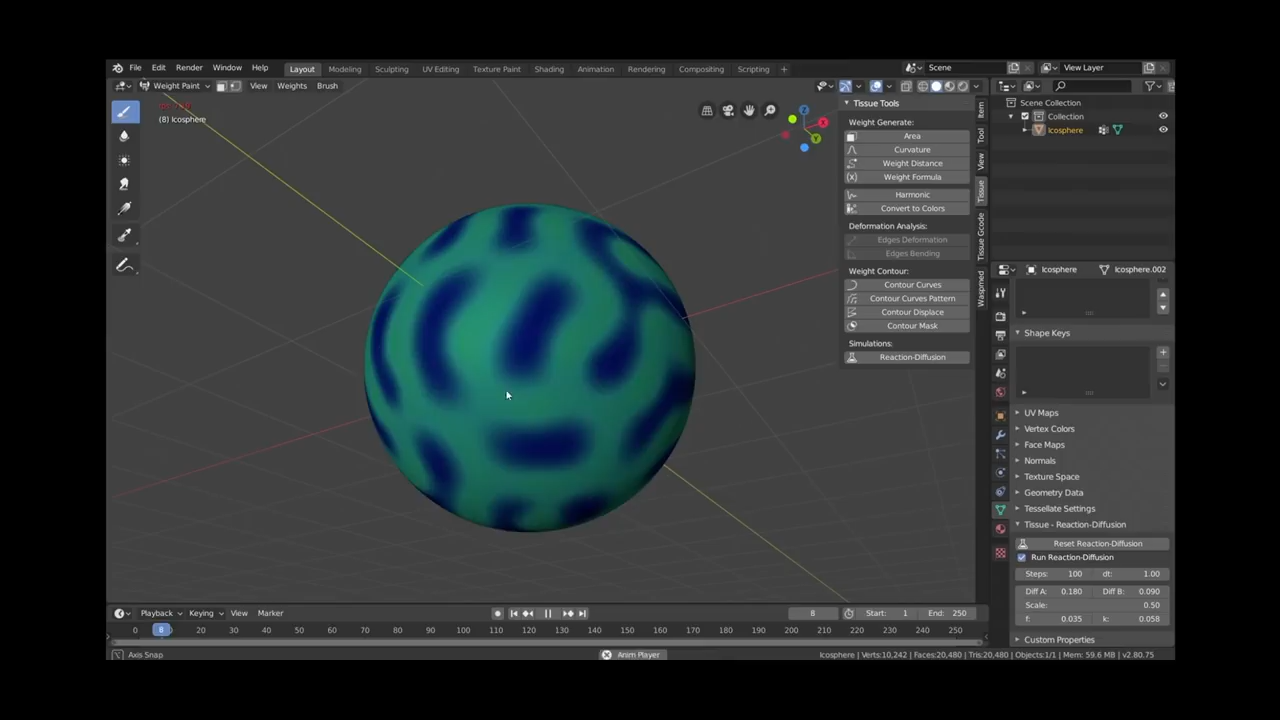 File Edit Render Window Help Layout Modeling Sculpting UV Editing Texture Paint Shading Animation Rendering Compositing Scripting + Scene View Layer
Weight Paint View Weights Brush
(8) Icosphere
Z
X
Y
Tissue Tools
Weight Generate:
Area
Curvature
Weight Distance
(x) Weight Formula
Harmonic
Convert to Colors
Deformation Analysis:
Edges Deformation
Edges Bending
Weight Contour:
Contour Curves
Contour Curves Pattern
Contour Displace
Contour Mask
Simulations:
Reaction-Diffusion
Item
Tool
View
Tissue
Tissue Gcode
Waspmed
Scene Collection
Collection
Icosphere
Icosphere Icosphere.002
Shape Keys
UV Maps
Vertex Colors
Face Maps
Normals
Texture Space
Geometry Data
Tessellate Settings
Tissue - Reaction-Diffusion
Reset Reaction-Diffusion
Run Reaction-Diffusion
Steps: 100 dt: 1.00
Diff A: 0.180 Diff B: 0.090
Scale: 0.50
f: 0.035 k: 0.058
Custom Properties
Playback Keying View Marker 8 Start: 1 End: 250
0 8 20 30 40 50 60 70 80 90 100 110 120 130 140 150 160 170 180 190 200 210 220 230 240 250
Axis Snap Anim Player Icosphere | Verts:10,242 | Faces:20,480 | Tris:20,480 | Objects:1/1 | Mem: 59.6 MB | v2.80.75